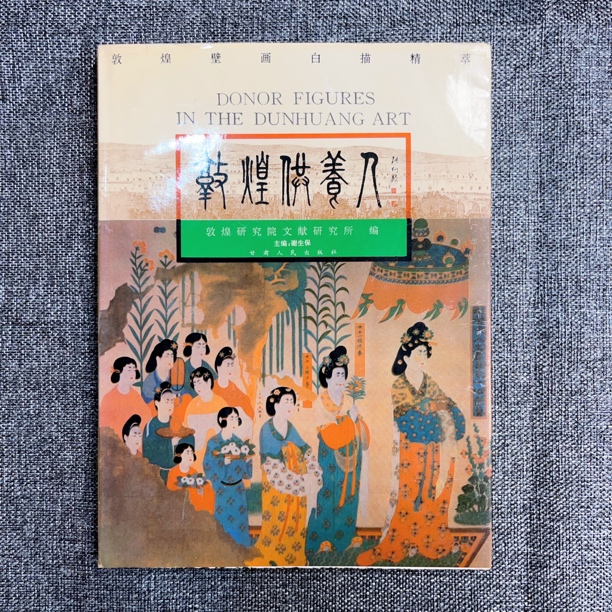 敦煌壁画白描精萃
DONOR FIGURES
IN THE DUNHUANG ART
敦煌供養人
敦煌研究院文献研究所 编
主编:谢生保
甘肃人民出版社